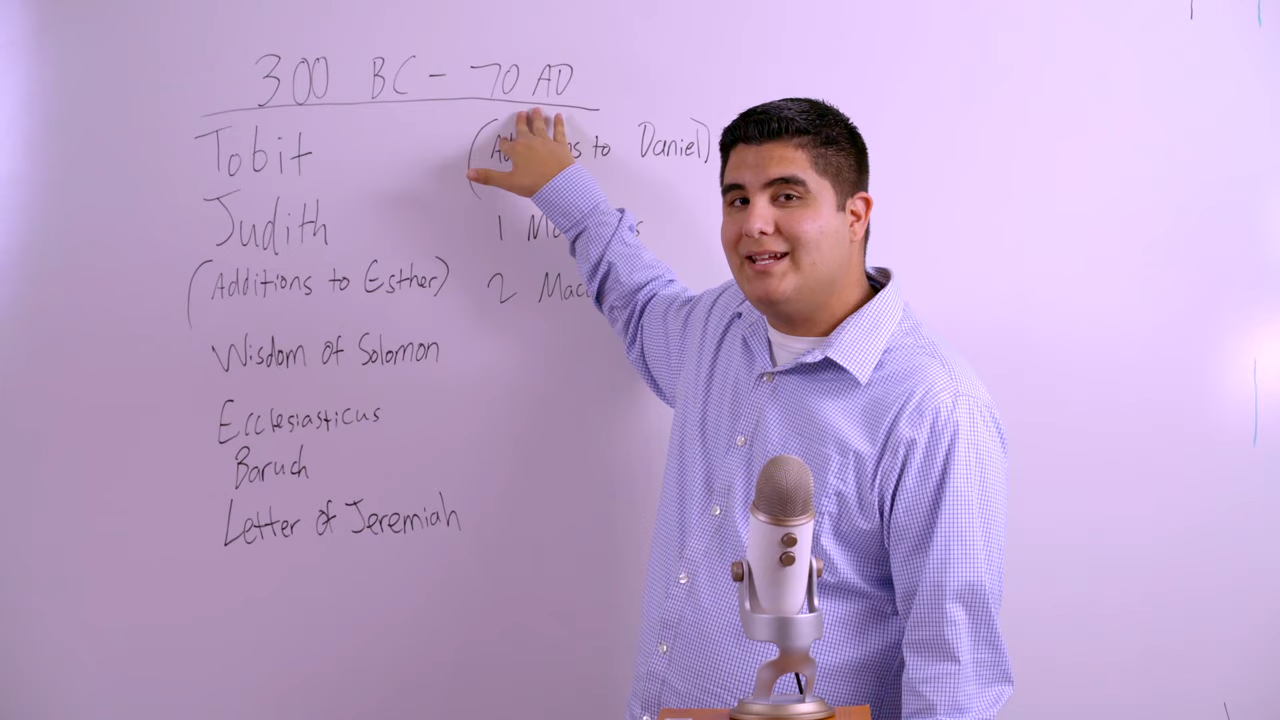 300 BC - 70 AD
Tobit
Judith
(Additions to Esther)
Wisdom of Solomon
Ecclesiasticus
Baruch
Letter of Jeremiah
to Daniel)
1
2